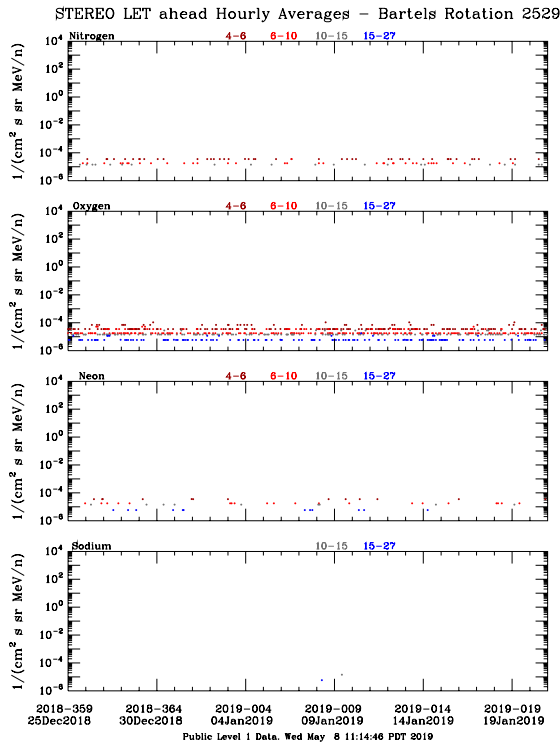 STEREO LET ahead Hourly Averages – Bartels Rotation 2529
Nitrogen 4-6 6-10 10-15 15-27
10^4
10^2
10^0
10^-2
10^-4
10^-6
1/(cm^2 s sr MeV/n)
Oxygen 4-6 6-10 10-15 15-27
10^4
10^2
10^0
10^-2
10^-4
10^-6
1/(cm^2 s sr MeV/n)
Neon 4-6 6-10 10-15 15-27
10^4
10^2
10^0
10^-2
10^-4
10^-6
1/(cm^2 s sr MeV/n)
Sodium 10-15 15-27
10^4
10^2
10^0
10^-2
10^-4
10^-6
1/(cm^2 s sr MeV/n)
2018-359 2018-364 2019-004 2019-009 2019-014 2019-019
25Dec2018 30Dec2018 04Jan2019 09Jan2019 14Jan2019 19Jan2019
Public Level 1 Data. Wed May 8 11:14:46 PDT 2019